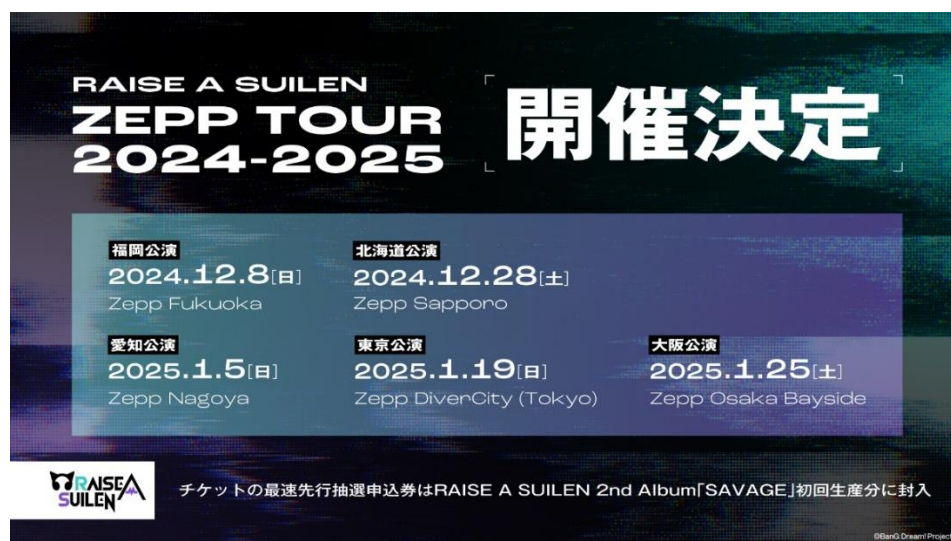 RAISE A SUILEN
ZEPP TOUR
2024-2025
開催決定
福岡公演
2024.12.8[日]
Zepp Fukuoka
北海道公演
2024.12.28[土]
Zepp Sapporo
愛知公演
2025.1.5[日]
Zepp Nagoya
東京公演
2025.1.19[日]
Zepp DiverCity (Tokyo)
大阪公演
2025.1.25[土]
Zepp Osaka Bayside
RAISE A
SUILEN
チケットの最速先行抽選申込券はRAISE A SUILEN 2nd Album「SAVAGE」初回生産分に封入
©BanG Dream! Project